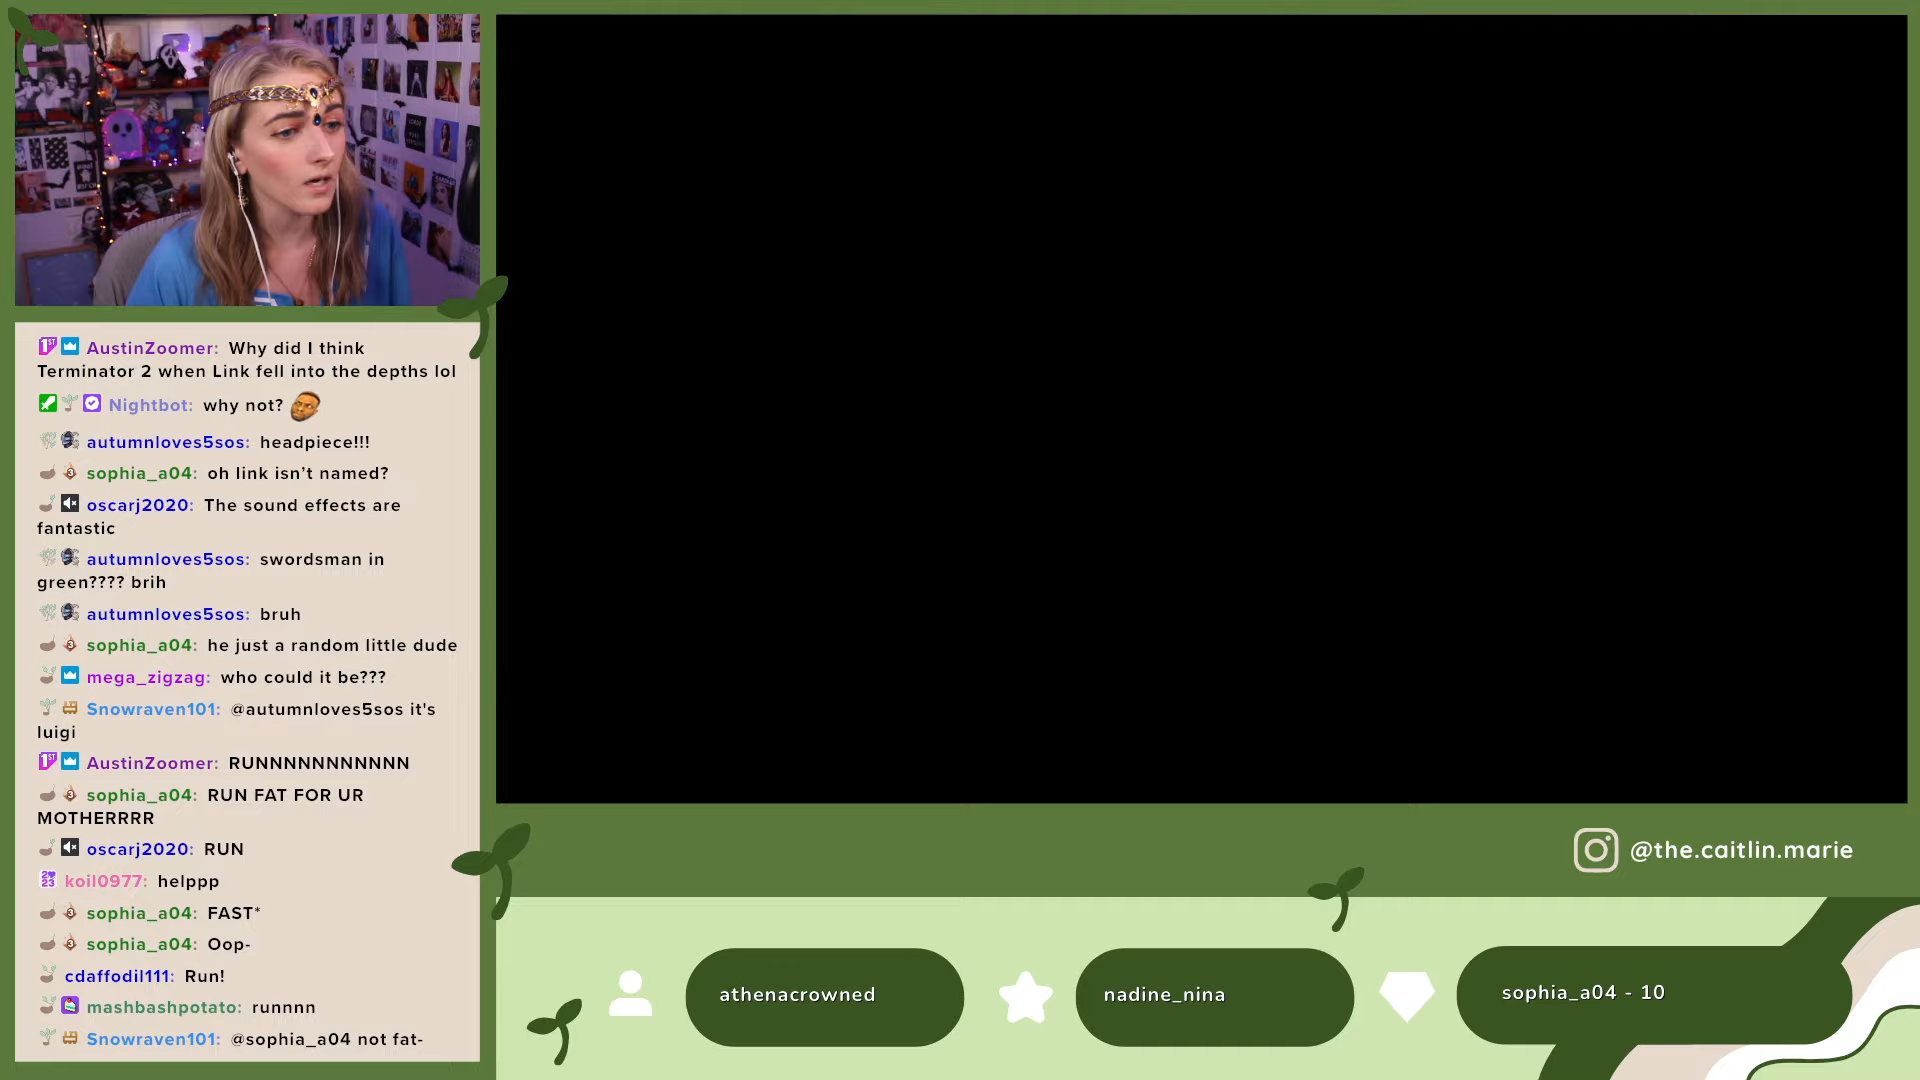 AustinZoomer: Why did I think
Terminator 2 when Link fell into the depths lol
Nightbot: why not?
autumnloves5sos: headpiece!!!
sophia_a04: oh link isn’t named?
oscarj2020: The sound effects are
fantastic
autumnloves5sos: swordsman in
green???? brih
autumnloves5sos: bruh
sophia_a04: he just a random little dude
mega_zigzag: who could it be???
Snowraven101: @autumnloves5sos it's
luigi
AustinZoomer: RUNNNNNNNNNNN
sophia_a04: RUN FAT FOR UR
MOTHERRRR
oscarj2020: RUN
koil0977: helppp
sophia_a04: FAST*
sophia_a04: Oop-
cdaffodil111: Run!
mashbashpotato: runnnn
Snowraven101: @sophia_a04 not fat-
@the.caitlin.marie
athenacrowned
nadine_nina
sophia_a04 - 10